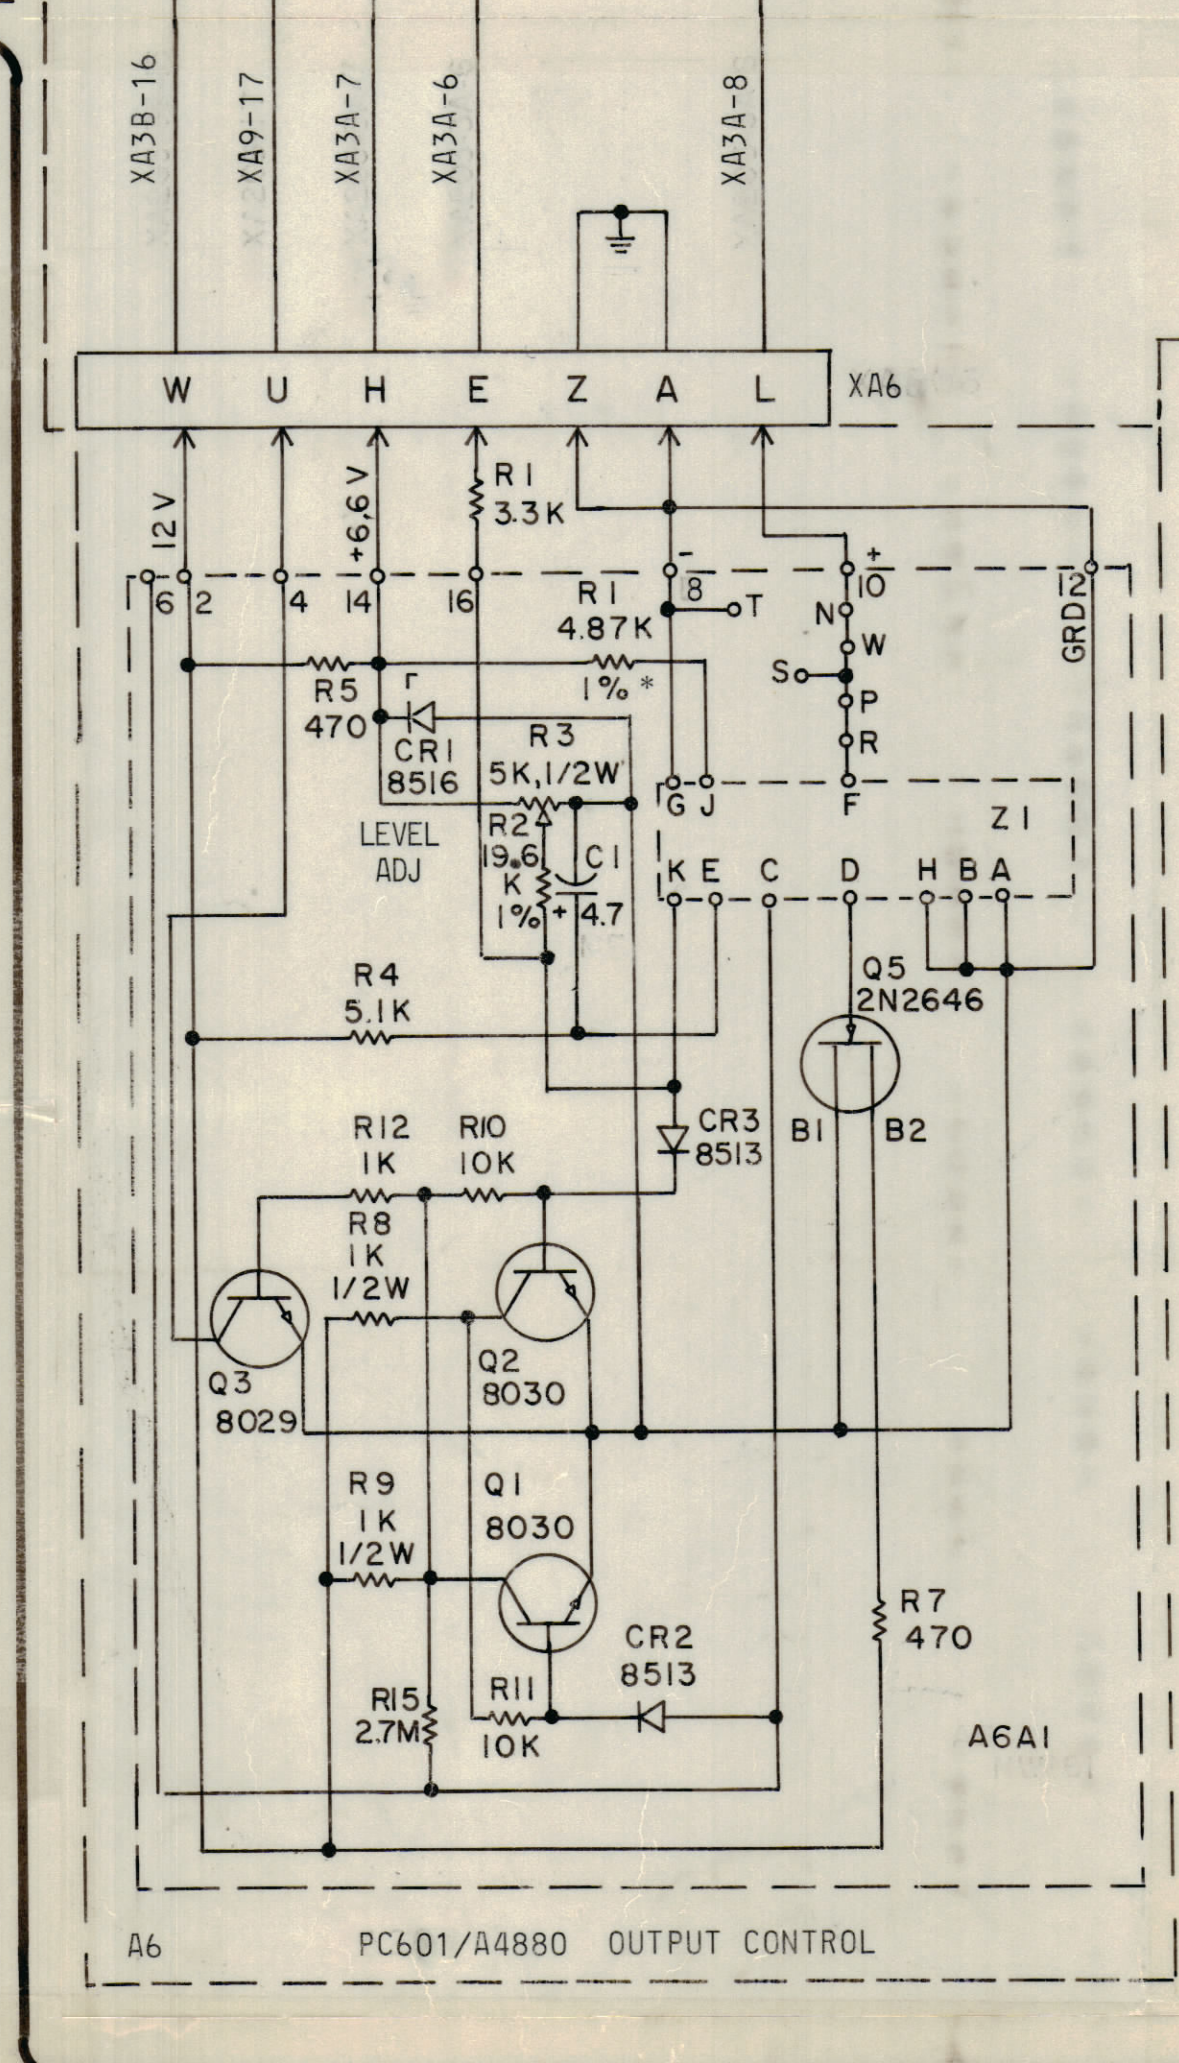 XA3B-16
XA9-17
XA3A-7
XA3A-6
XA3A-8
W U H E Z A L
XA6
12V
+6.6V
R1
3.3K
-
+
6 2 4 14 16 8 10 12
GRD
R1
4.87K
1% *
T
N
W
S
P
R
R5
470
CR1
8516
R3
5K,1/2W
LEVEL
ADJ
R2
19.6
K
1%
C1
+ 4.7
G J F
Z1
K E C D H B A
R4
5.1K
Q5
2N2646
B1 B2
CR3
8513
R12
1K
R10
10K
R8
1K
1/2W
Q3
8029
Q2
8030
R9
1K
1/2W
Q1
8030
R7
470
CR2
8513
R15
2.7M
R11
10K
A6A1
A6
PC601/A4880 OUTPUT CONTROL